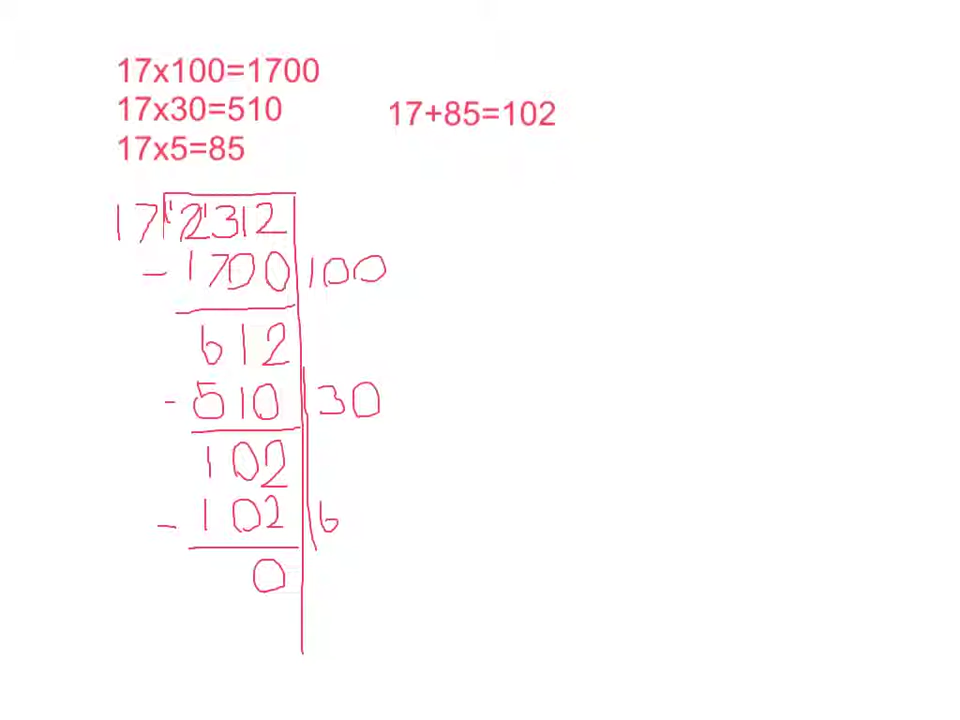 17x100=1700
17x30=510 17+85=102
17x5=85
17 2312
- 1700 100
612
- 510 30
102
- 102 6
0